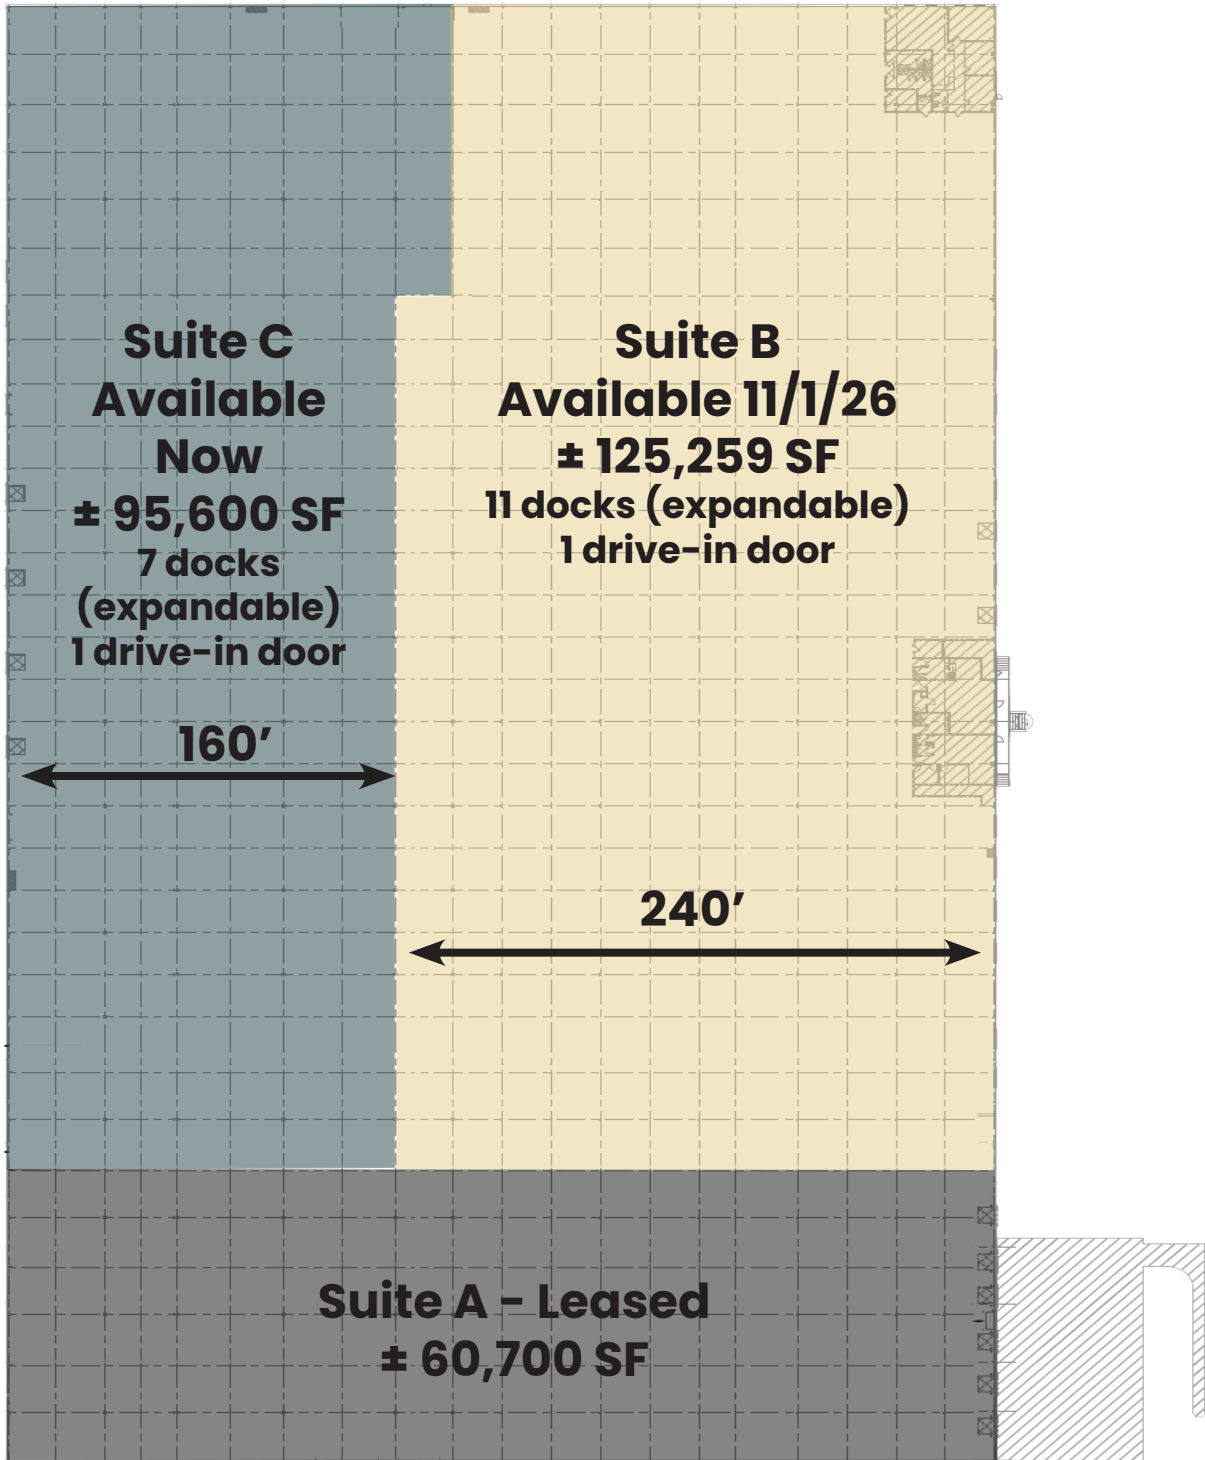 Suite C
Available
Now
± 95,600 SF
7 docks
(expandable)
1 drive-in door
160’
Suite B
Available 11/1/26
± 125,259 SF
11 docks (expandable)
1 drive-in door
240’
Suite A - Leased
± 60,700 SF